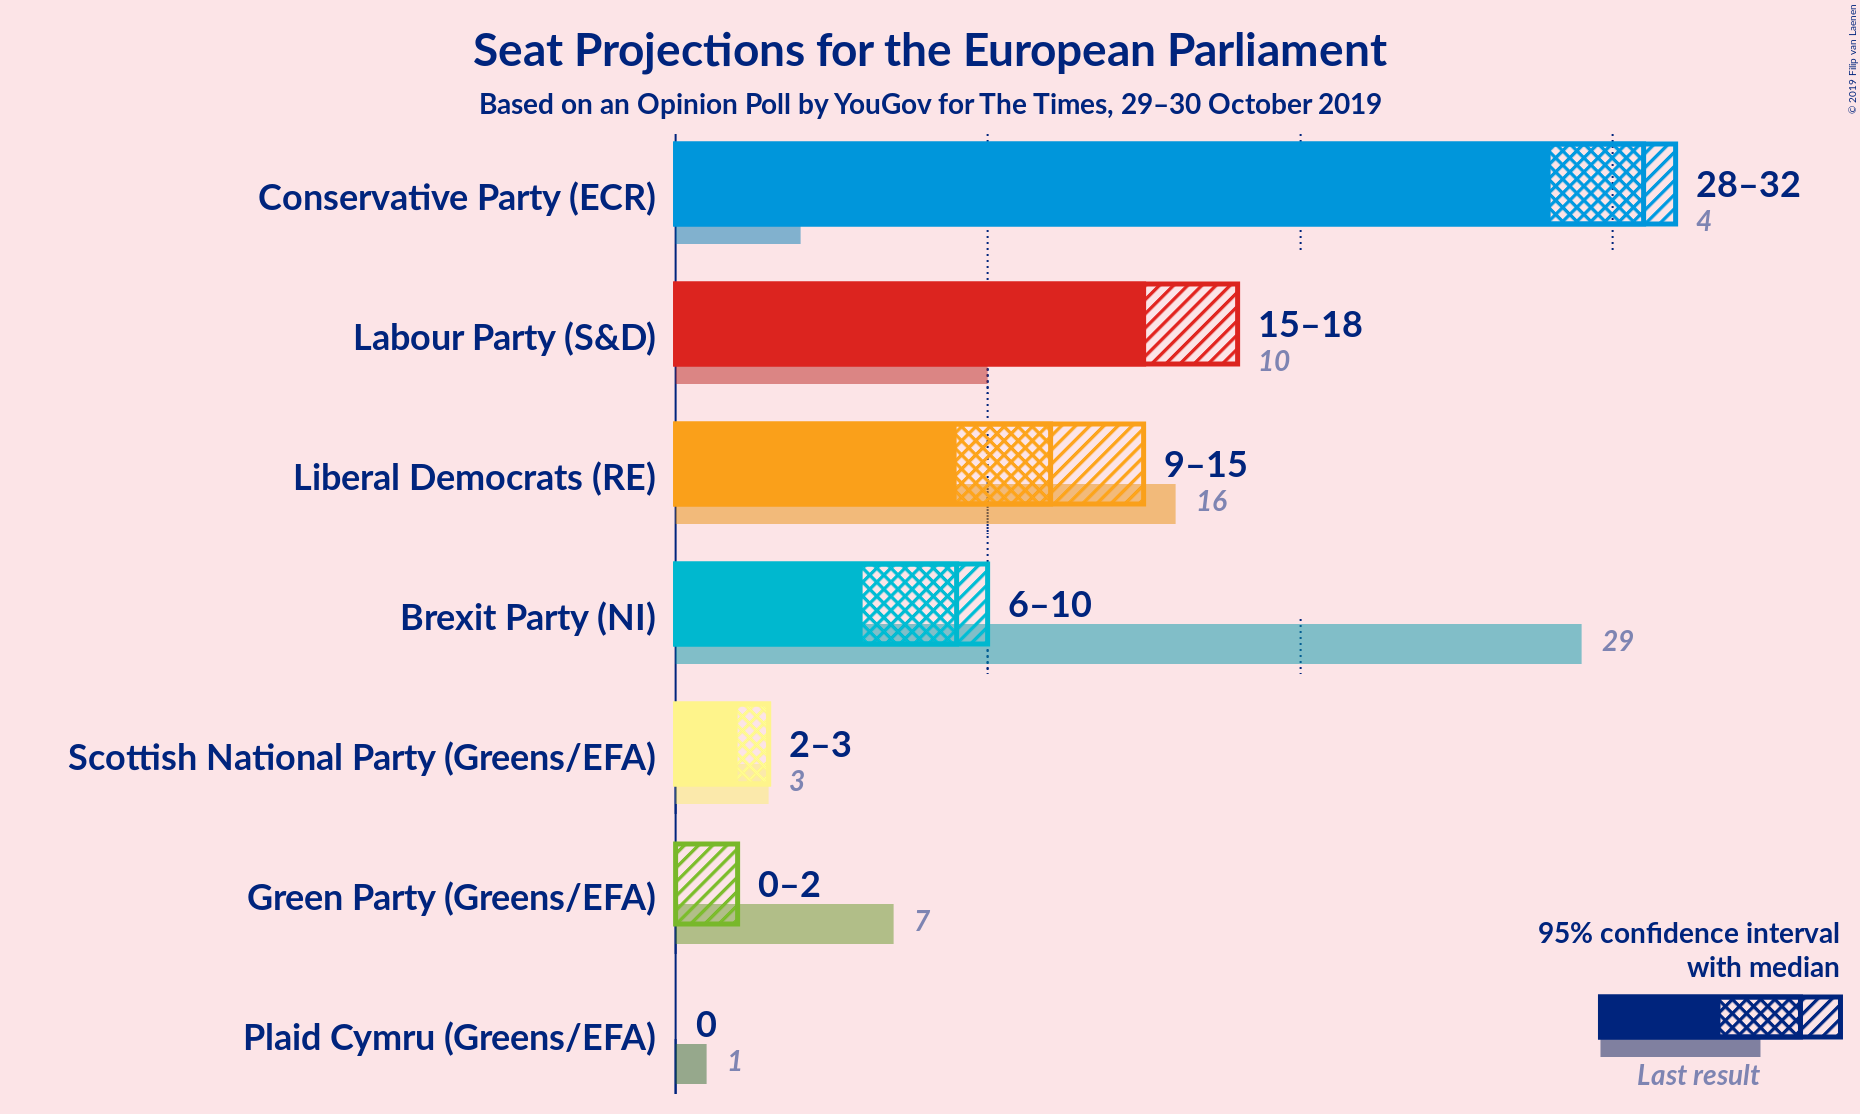 Seat Projections for the European Parliament
Based on an Opinion Poll by YouGov for The Times, 29–30 October 2019
© 2019 Filip van Laenen
Conservative Party (ECR)
28–32
4
Labour Party (S&D)
15–18
10
Liberal Democrats (RE)
9–15
16
Brexit Party (NI)
6–10
29
Scottish National Party (Greens/EFA)
2–3
3
Green Party (Greens/EFA)
0–2
7
Plaid Cymru (Greens/EFA)
0
1
95% confidence interval
with median
Last result